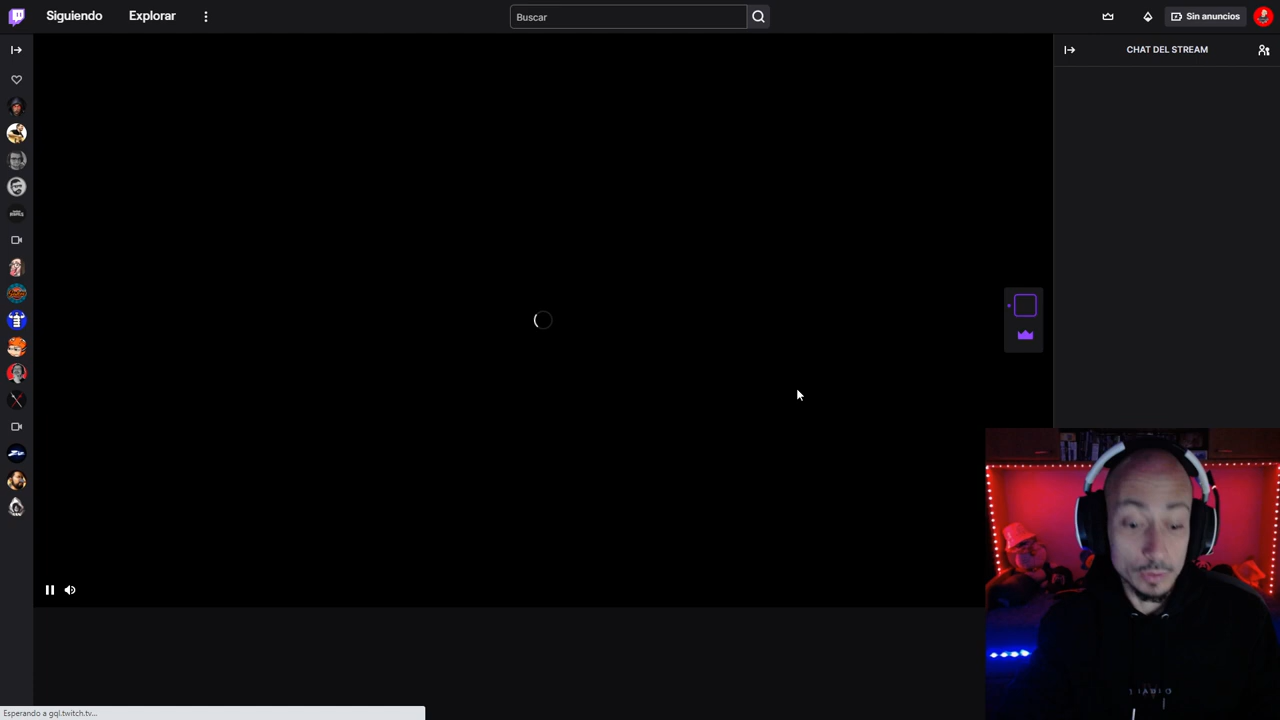 Siguiendo
Explorar
Buscar
Sin anuncios
CHAT DEL STREAM
Esperando a gql.twitch.tv...